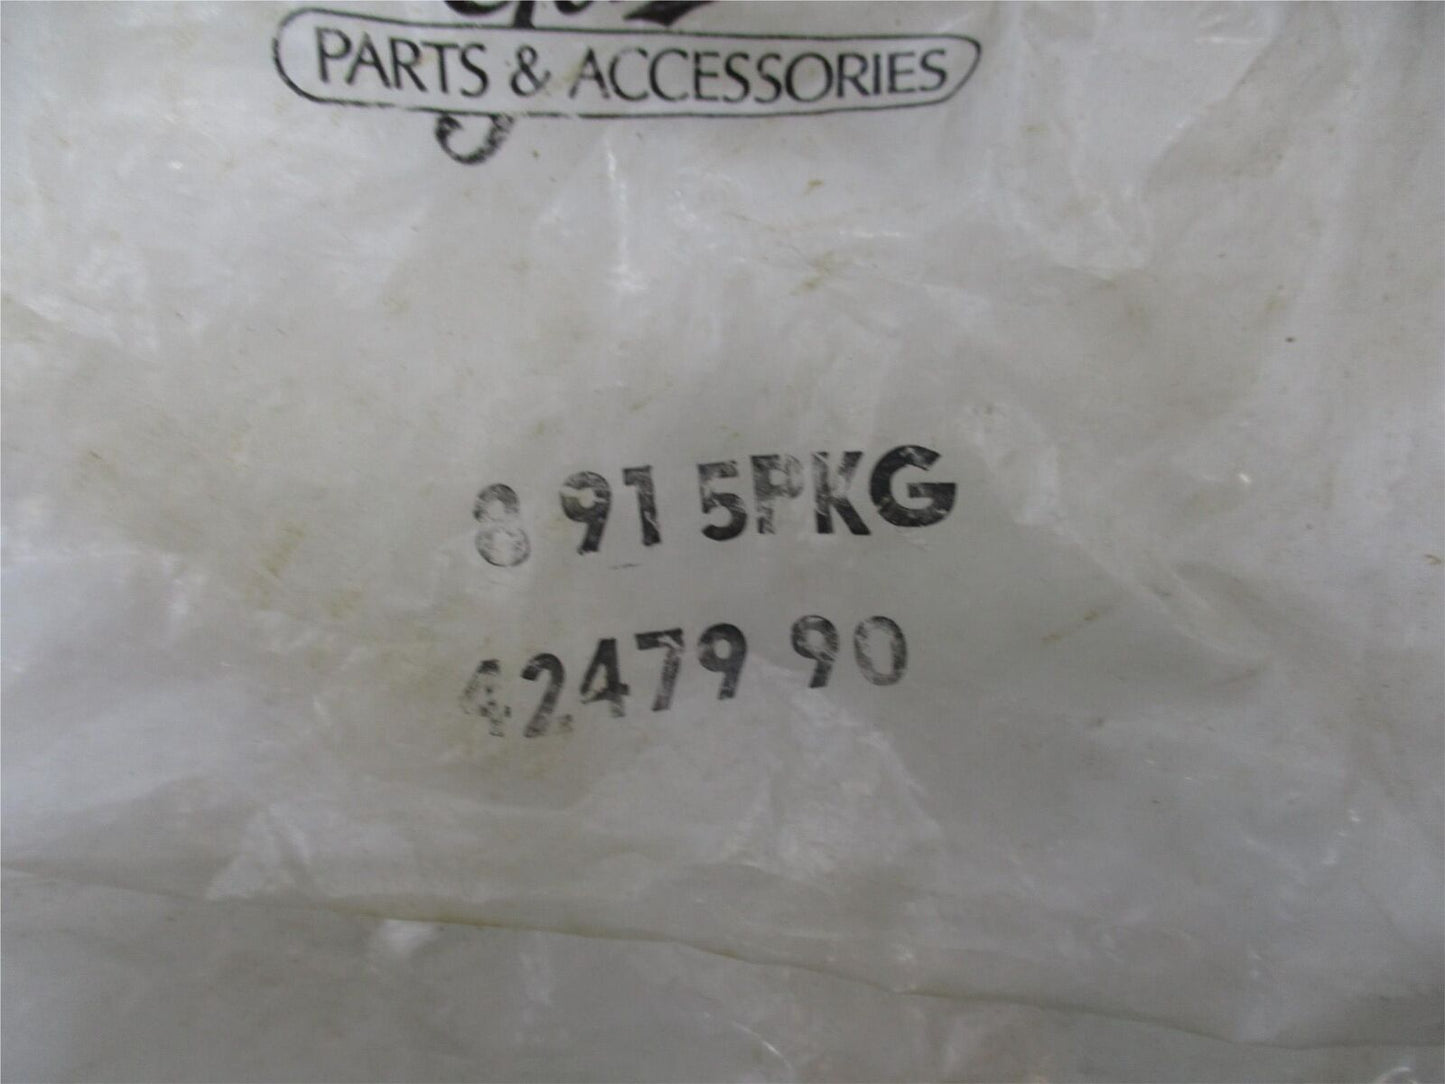 PARTS & ACCESSORIES
8 91 5PKG
42479 90